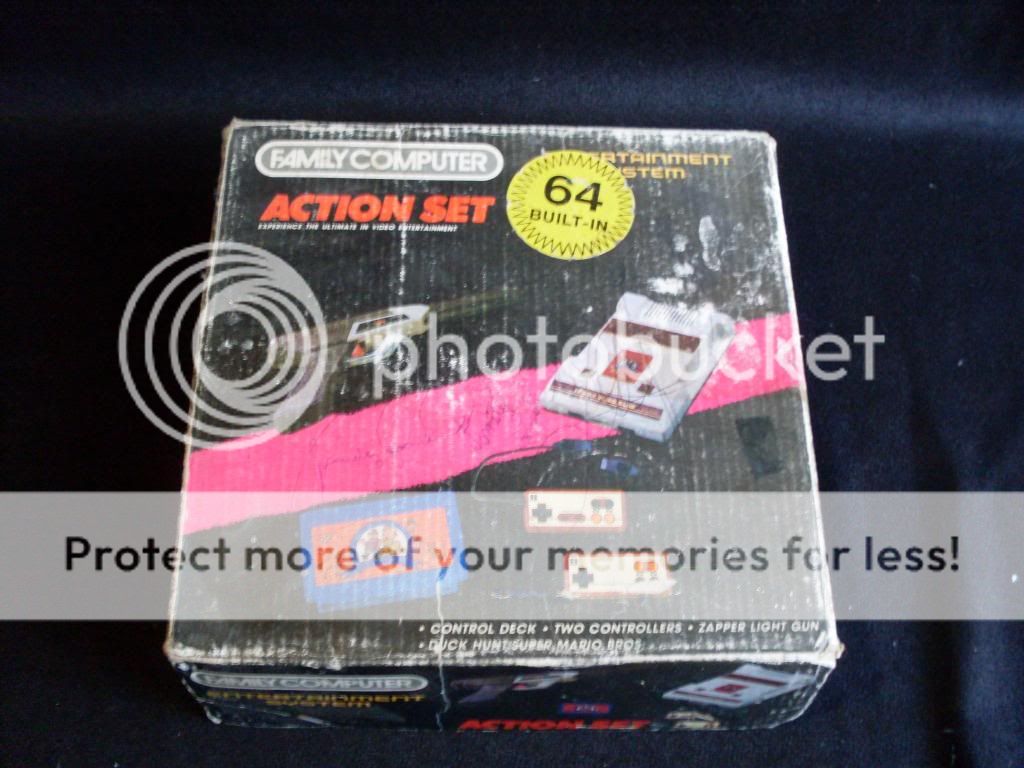 FAMILY COMPUTER
RTAINMENT
STEM
64
BUILT-IN
ACTION SET
EXPERIENCE THE ULTIMATE IN VIDEO ENTERTAINMENT
photobucket
Protect more of your memories for less!
• CONTROL DECK • TWO CONTROLLERS • ZAPPER LIGHT GUN
• DUCK HUNT/SUPER MARIO BROS
FAMILY COMPUTER
ENTERTAINMENT
SYSTEM
ACTION SET